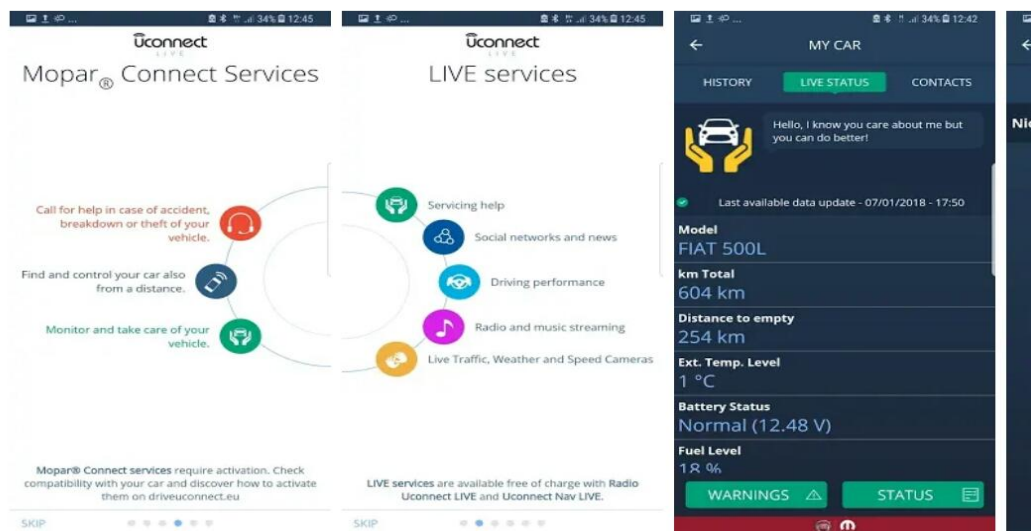 34% 12:45
ûconnect
LIVE
Mopar® Connect Services
Call for help in case of accident,
breakdown or theft of your
vehicle.
Find and control your car also
from a distance.
Monitor and take care of your
vehicle.
Mopar® Connect services require activation. Check
compatibility with your car and discover how to activate
them on driveuconnect.eu
SKIP
34% 12:45
ûconnect
LIVE
LIVE services
Servicing help
Social networks and news
Driving performance
Radio and music streaming
Live Traffic, Weather and Speed Cameras
LIVE services are available free of charge with Radio
Uconnect LIVE and Uconnect Nav LIVE.
SKIP
34% 12:42
MY CAR
HISTORY LIVE STATUS CONTACTS
Hello, I know you care about me but
you can do better!
Last available data update - 07/01/2018 - 17:50
Model
FIAT 500L
km Total
604 km
Distance to empty
254 km
Ext. Temp. Level
1 °C
Battery Status
Normal (12.48 V)
Fuel Level
18 %
WARNINGS STATUS